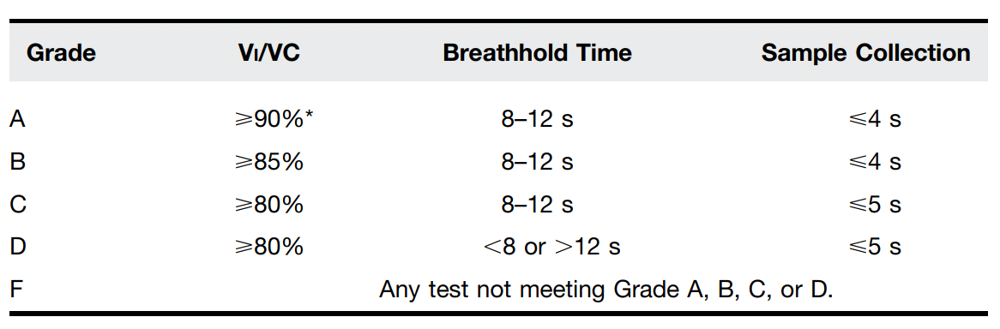 Grade VI/VC Breathhold Time Sample Collection
A ≥90%* 8–12 s ≤4 s
B ≥85% 8–12 s ≤4 s
C ≥80% 8–12 s ≤5 s
D ≥80% <8 or >12 s ≤5 s
F Any test not meeting Grade A, B, C, or D.